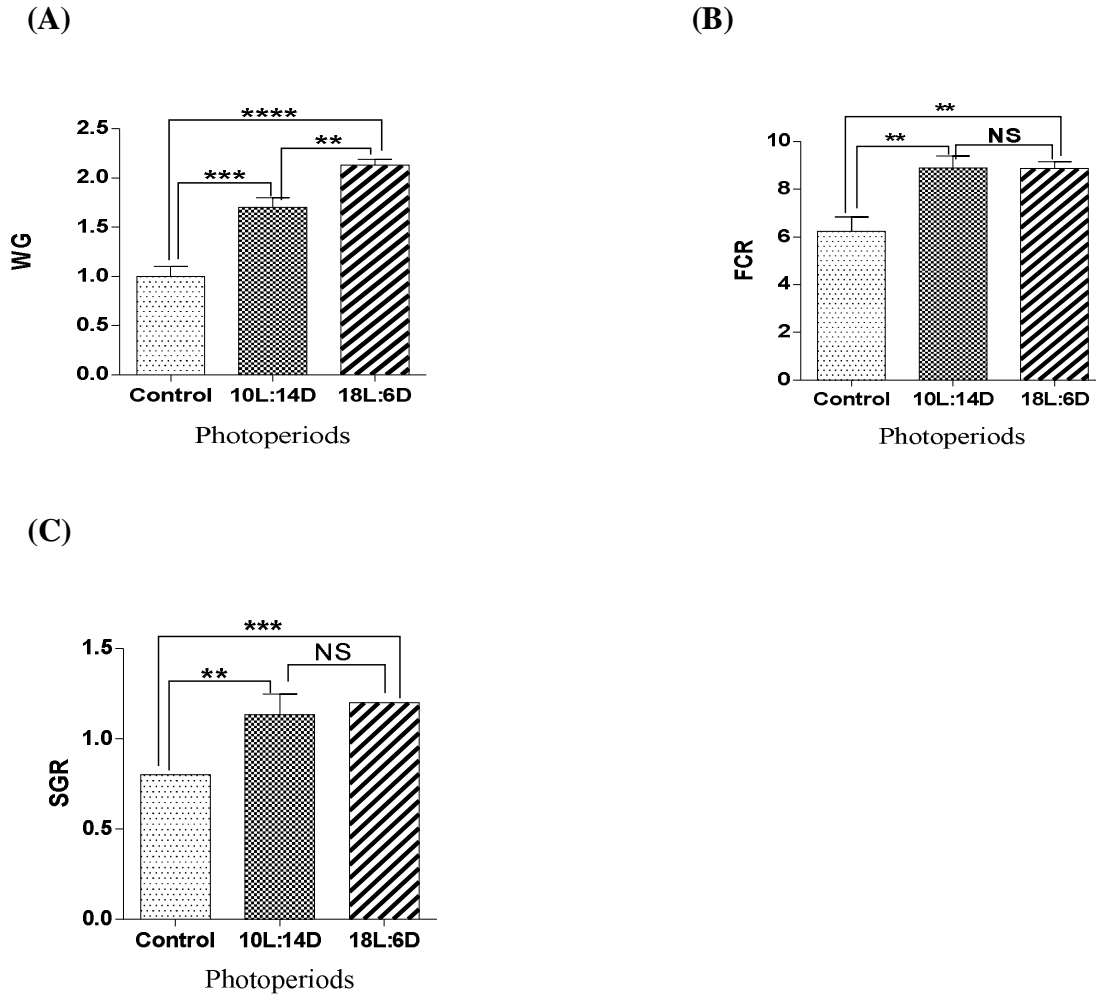 (A)
****
***
**
2.5
2.0
1.5
1.0
0.5
0.0
WG
Control 10L:14D 18L:6D
Photoperiods
(B)
**
**
NS
10
8
6
4
2
0
FCR
Control 10L:14D 18L:6D
Photoperiods
(C)
***
**
NS
1.5
1.0
0.5
0.0
SGR
Control 10L:14D 18L:6D
Photoperiods